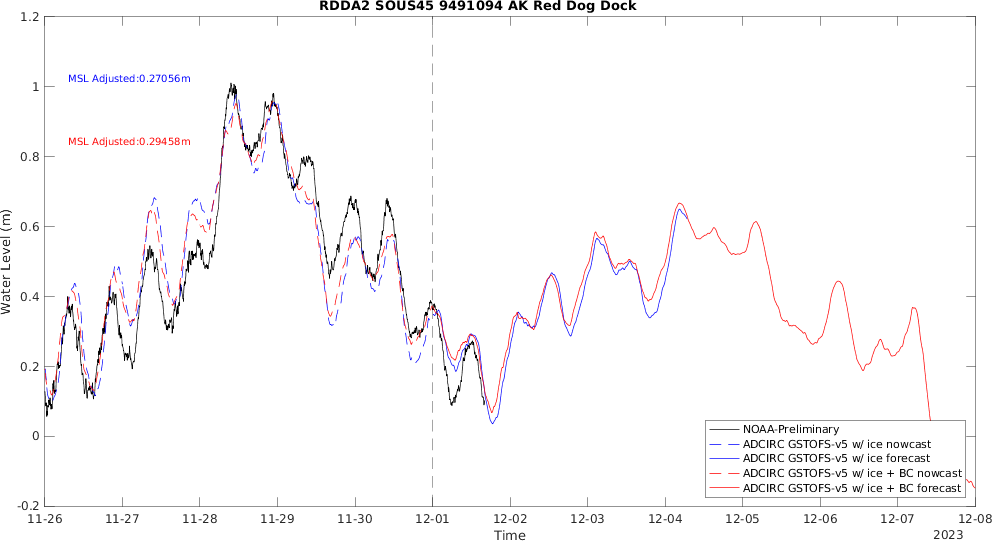 RDDA2 SOUS45 9491094 AK Red Dog Dock
1.2
1
0.8
0.6
0.4
0.2
0
-0.2
Water Level (m)
MSL Adjusted:0.27056m
MSL Adjusted:0.29458m
NOAA-Preliminary
ADCIRC GSTOFS-v5 w/ ice nowcast
ADCIRC GSTOFS-v5 w/ ice forecast
ADCIRC GSTOFS-v5 w/ ice + BC nowcast
ADCIRC GSTOFS-v5 w/ ice + BC forecast
11-26 11-27 11-28 11-29 11-30 12-01 12-02 12-03 12-04 12-05 12-06 12-07 12-08
Time
2023